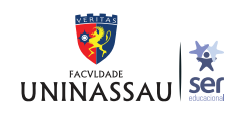 VERITAS
FACVLDADE
UNINASSAU
ser
educacional